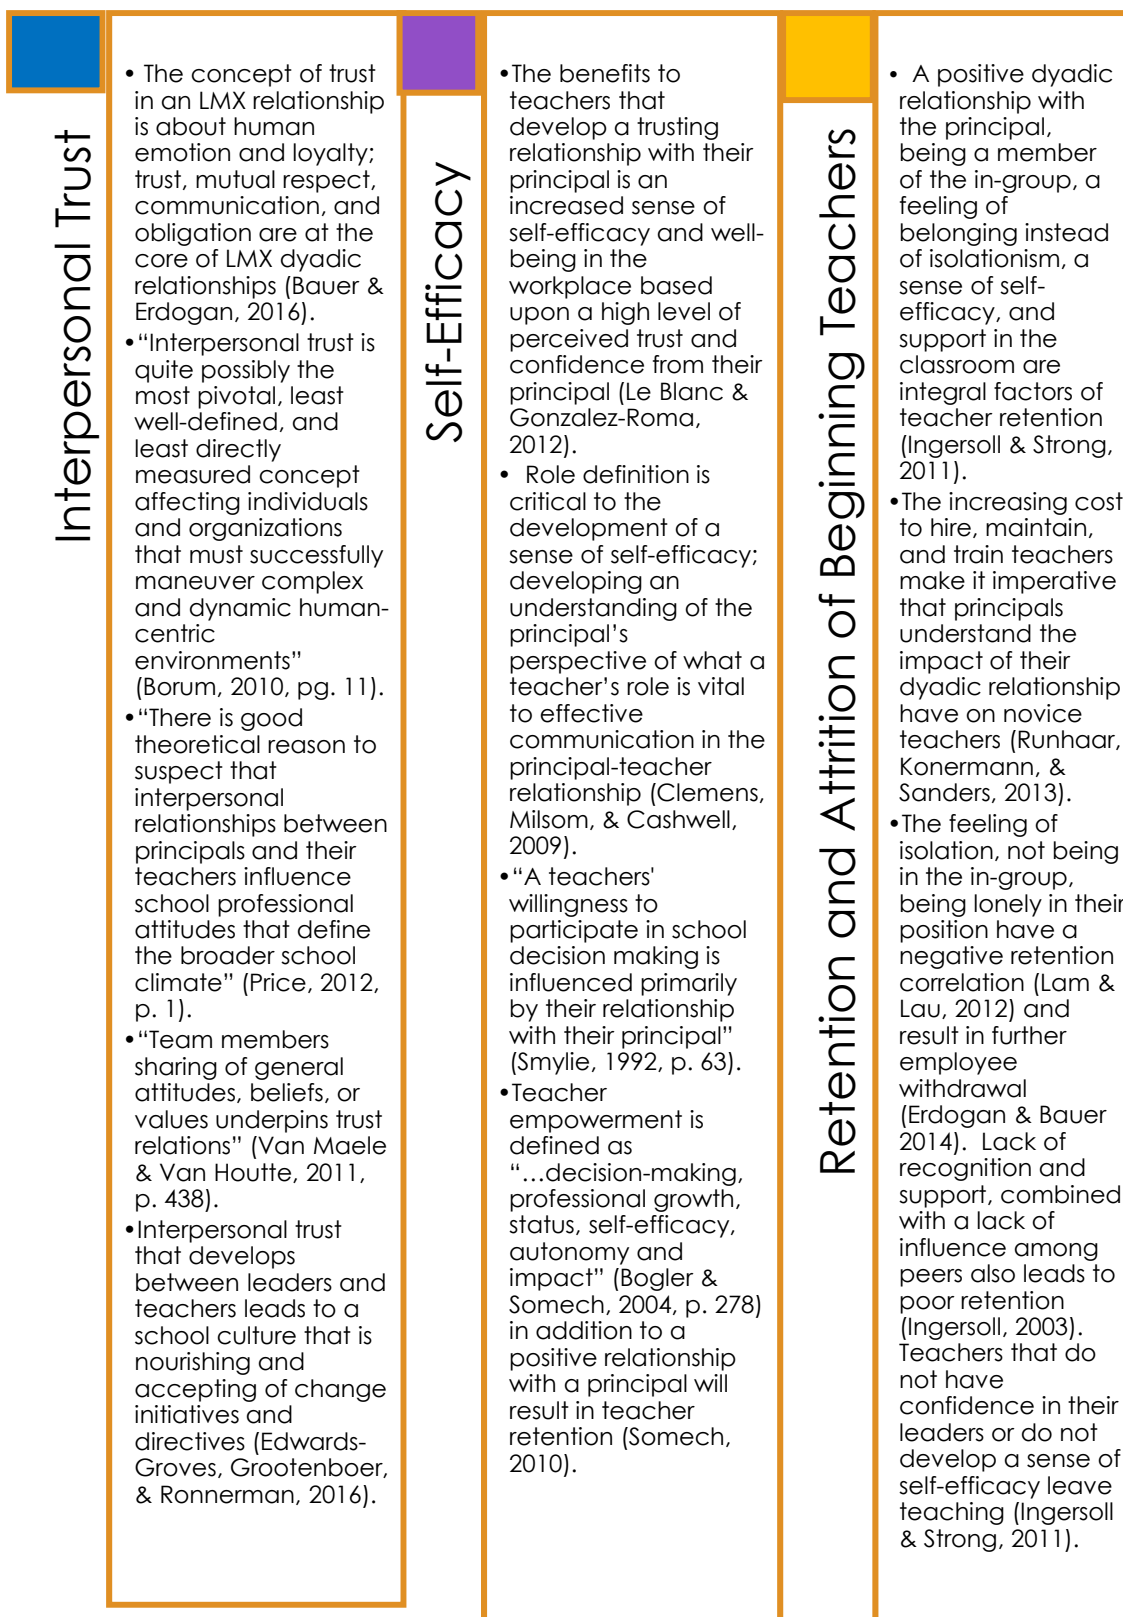 Interpersonal Trust
• The concept of trust
in an LMX relationship
is about human
emotion and loyalty;
trust, mutual respect,
communication, and
obligation are at the
core of LMX dyadic
relationships (Bauer &
Erdogan, 2016).
•“Interpersonal trust is
quite possibly the
most pivotal, least
well-defined, and
least directly
measured concept
affecting individuals
and organizations
that must successfully
maneuver complex
and dynamic human-
centric
environments”
(Borum, 2010, pg. 11).
•“There is good
theoretical reason to
suspect that
interpersonal
relationships between
principals and their
teachers influence
school professional
attitudes that define
the broader school
climate” (Price, 2012,
p. 1).
•“Team members
sharing of general
attitudes, beliefs, or
values underpins trust
relations” (Van Maele
& Van Houtte, 2011,
p. 438).
•Interpersonal trust
that develops
between leaders and
teachers leads to a
school culture that is
nourishing and
accepting of change
initiatives and
directives (Edwards-
Groves, Grootenboer,
& Ronnerman, 2016).
Self-Efficacy
•The benefits to
teachers that
develop a trusting
relationship with their
principal is an
increased sense of
self-efficacy and well-
being in the
workplace based
upon a high level of
perceived trust and
confidence from their
principal (Le Blanc &
Gonzalez-Roma,
2012).
• Role definition is
critical to the
development of a
sense of self-efficacy;
developing an
understanding of the
principal’s
perspective of what a
teacher’s role is vital
to effective
communication in the
principal-teacher
relationship (Clemens,
Milsom, & Cashwell,
2009).
•“A teachers'
willingness to
participate in school
decision making is
influenced primarily
by their relationship
with their principal”
(Smylie, 1992, p. 63).
•Teacher
empowerment is
defined as
“…decision-making,
professional growth,
status, self-efficacy,
autonomy and
impact” (Bogler &
Somech, 2004, p. 278)
in addition to a
positive relationship
with a principal will
result in teacher
retention (Somech,
2010).
Retention and Attrition of Beginning Teachers
• A positive dyadic
relationship with
the principal,
being a member
of the in-group, a
feeling of
belonging instead
of isolationism, a
sense of self-
efficacy, and
support in the
classroom are
integral factors of
teacher retention
(Ingersoll & Strong,
2011).
•The increasing cost
to hire, maintain,
and train teachers
make it imperative
that principals
understand the
impact of their
dyadic relationship
have on novice
teachers (Runhaar,
Konermann, &
Sanders, 2013).
•The feeling of
isolation, not being
in the in-group,
being lonely in their
position have a
negative retention
correlation (Lam &
Lau, 2012) and
result in further
employee
withdrawal
(Erdogan & Bauer
2014). Lack of
recognition and
support, combined
with a lack of
influence among
peers also leads to
poor retention
(Ingersoll, 2003).
Teachers that do
not have
confidence in their
leaders or do not
develop a sense of
self-efficacy leave
teaching (Ingersoll
& Strong, 2011).